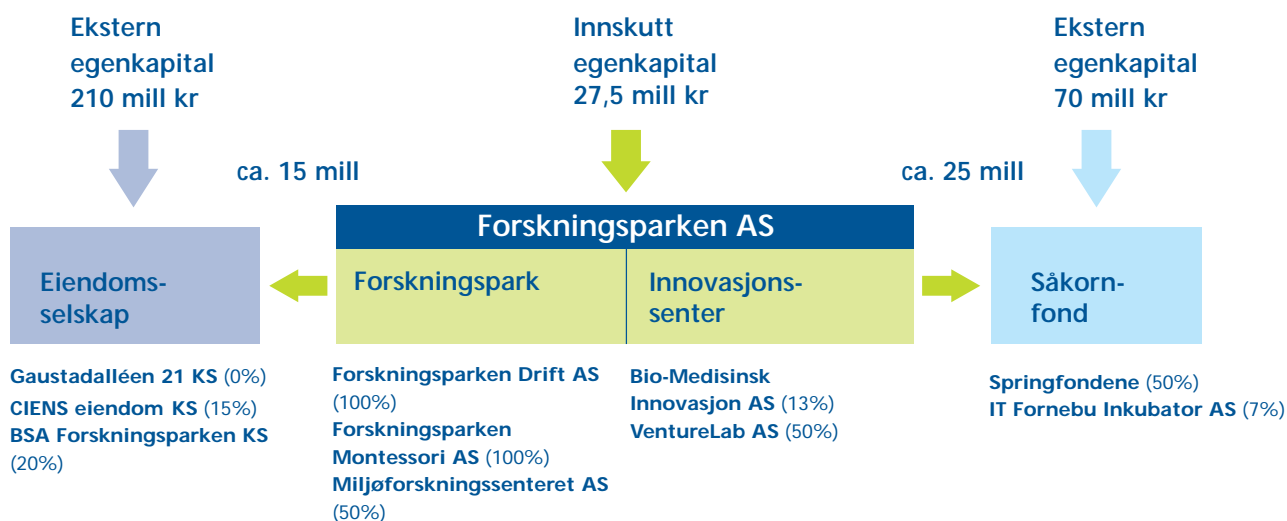 Ekstern
egenkapital
210 mill kr
Innskutt
egenkapital
27,5 mill kr
Ekstern
egenkapital
70 mill kr
ca. 15 mill
ca. 25 mill
Forskningsparken AS
Eiendoms-
selskap
Forskningspark
Innovasjons-
senter
Såkorn-
fond
Gaustadalléen 21 KS (0%)
CIENS eiendom KS (15%)
BSA Forskningsparken KS
(20%)
Forskningsparken Drift AS
(100%)
Forskningsparken
Montessori AS (100%)
Miljøforskningssenteret AS
(50%)
Bio-Medisinsk
Innovasjon AS (13%)
VentureLab AS (50%)
Springfondene (50%)
IT Fornebu Inkubator AS (7%)